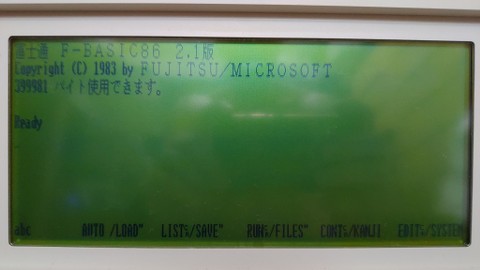 富士通 F-BASIC86 2.1版
Copyright (C) 1983 by FUJITSU/MICROSOFT
399981 バイト使用できます。
Ready
abc AUTO /LOAD" LIST␍/SAVE" RUN␍/FILES" CONT␍/KANJI EDIT␍/SYSTEM